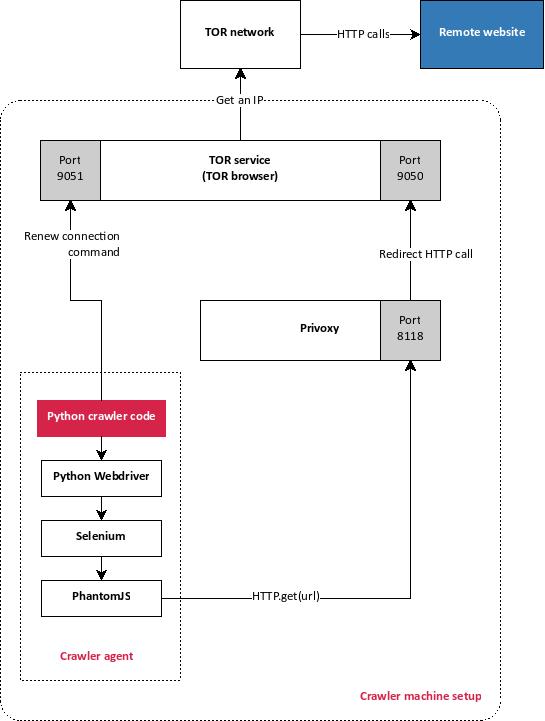 TOR network
HTTP calls
Remote website
Get an IP
Port
9051
TOR service
(TOR browser)
Port
9050
Renew connection
command
Redirect HTTP call
Privoxy
Port
8118
Python crawler code
Python Webdriver
Selenium
PhantomJS
HTTP.get(url)
Crawler agent
Crawler machine setup